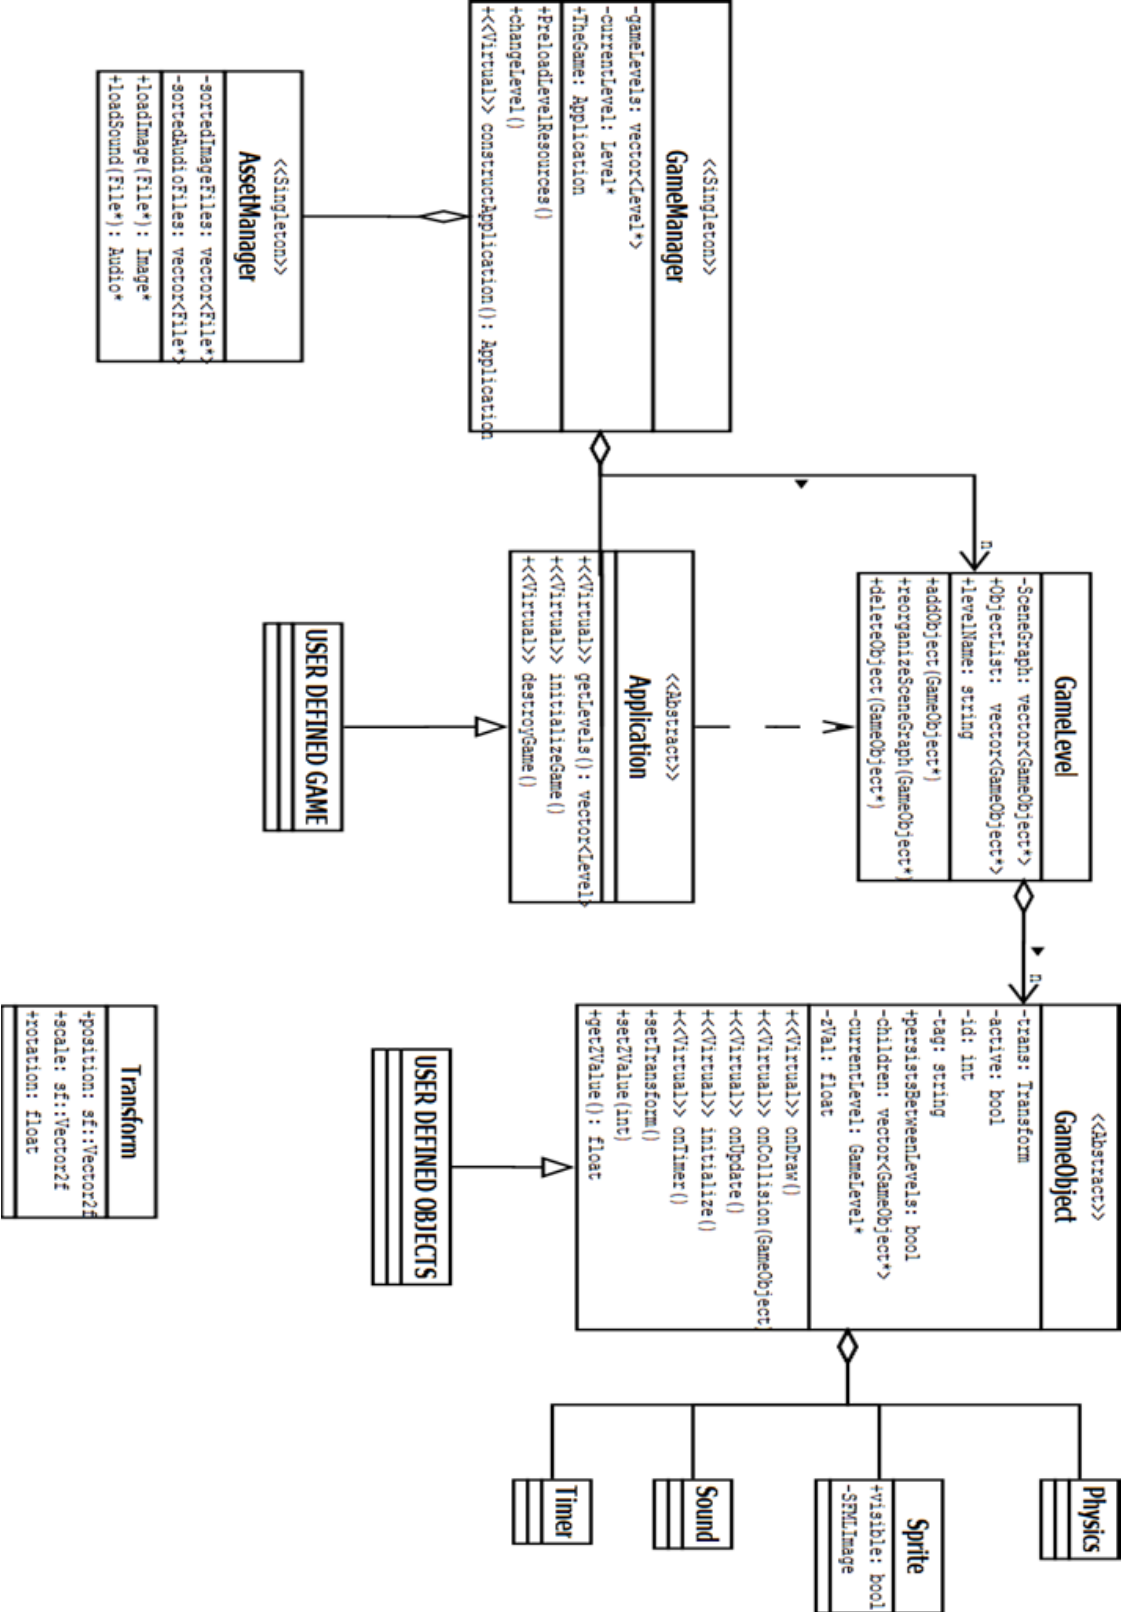 <<Singleton>>
GameManager
-gameLevels: vector<Level*>
-currentLevel: Level*
+TheGame: Application
+PreloadLevelResources()
+changeLevel()
+<<Virtual>> constructApplication(): Application
<<Singleton>>
AssetManager
-sortedImageFiles: vector<File*>
-sortedAudioFiles: vector<File*>
+loadImage(File*): Image*
+loadSound(File*): Audio*
n
GameLevel
-SceneGraph: vector<GameObject*>
+ObjectList: vector<GameObject*>
+levelName: string
+addObject(GameObject*)
+reorganizeSceneGraph(GameObject*)
+deleteObject(GameObject*)
<<Abstract>>
Application
+<<Virtual>> getLevels(): vector<Level>
+<<Virtual>> initializeGame()
+<<Virtual>> destroyGame()
USER DEFINED GAME
n
<<Abstract>>
GameObject
-trans: Transform
-active: bool
-id: int
-tag: string
+persistsBetweenLevels: bool
-children: vector<GameObject*>
-currentLevel: GameLevel*
-zVal: float
+<<Virtual>> onDraw()
+<<Virtual>> onCollision(GameObject)
+<<Virtual>> onUpdate()
+<<Virtual>> initialize()
+<<Virtual>> onTimer()
+setTransform()
+setZValue(int)
+getZValue(): float
USER DEFINED OBJECTS
Transform
+position: sf::Vector2f
+scale: sf::Vector2f
+rotation: float
Physics
Sprite
+visible: bool
-SFMLImage
Sound
Timer